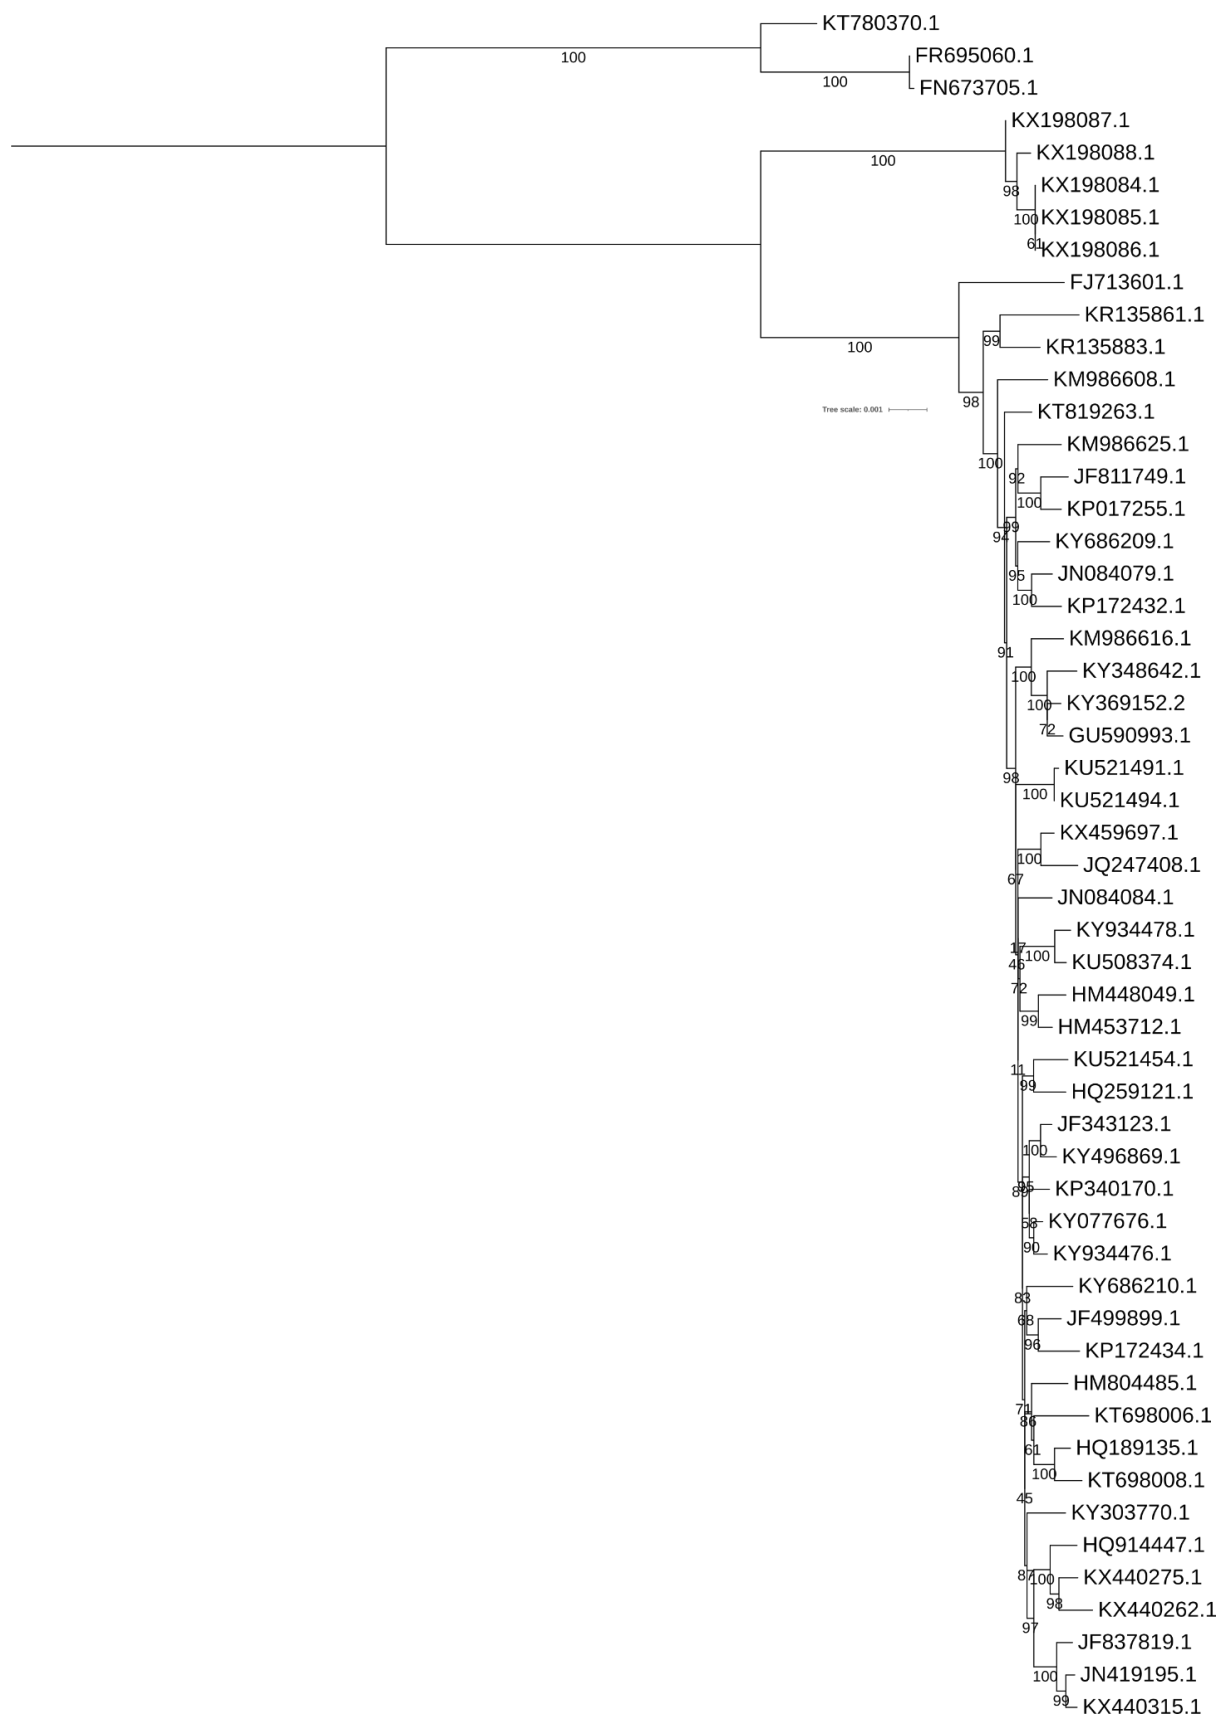 KT780370.1
100
FR695060.1
100
FN673705.1
KX198087.1
KX198088.1
100
KX198084.1
98
KX198085.1
100
61
KX198086.1
FJ713601.1
KR135861.1
99
KR135883.1
100
KM986608.1
98
Tree scale: 0.001
KT819263.1
KM986625.1
100
92
JF811749.1
100
KP017255.1
99
94
KY686209.1
95
JN084079.1
100
KP172432.1
KM986616.1
91
KY348642.1
100
100
KY369152.2
72
GU590993.1
KU521491.1
98
100
KU521494.1
KX459697.1
100
JQ247408.1
67
JN084084.1
KY934478.1
17
100
46
KU508374.1
72
HM448049.1
99
HM453712.1
KU521454.1
11
99
HQ259121.1
JF343123.1
100
KY496869.1
95
89
KP340170.1
58
KY077676.1
90
KY934476.1
KY686210.1
83
68
JF499899.1
96
KP172434.1
HM804485.1
71
86
KT698006.1
61
HQ189135.1
100
KT698008.1
45
KY303770.1
HQ914447.1
87
100
KX440275.1
98
KX440262.1
97
JF837819.1
100
JN419195.1
99
KX440315.1